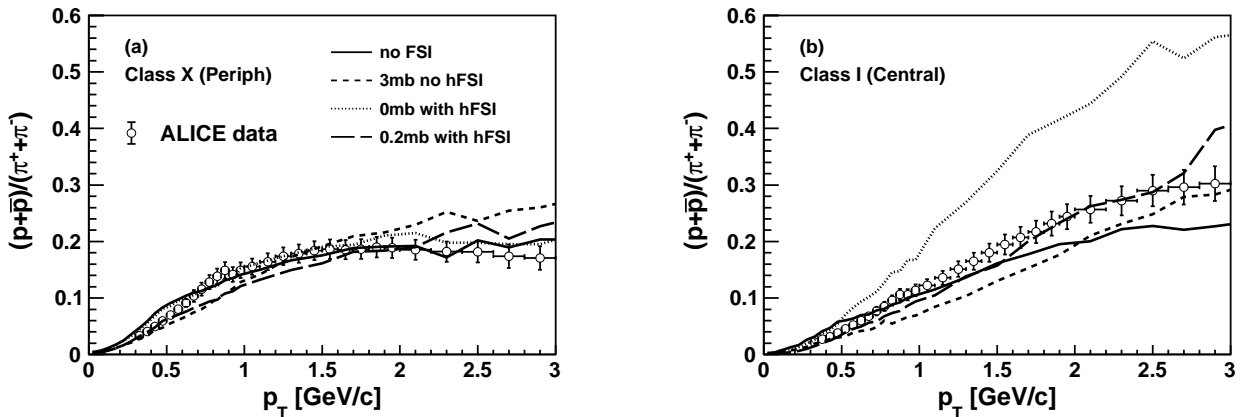 (p+p̅)/(π⁺+π⁻)
0.6
0.5
0.4
0.3
0.2
0.1
0
(a)
Class X (Periph)
ALICE data
no FSI
3mb no hFSI
0mb with hFSI
0.2mb with hFSI
0 0.5 1 1.5 2 2.5 3
p_T [GeV/c]
(p+p̅)/(π⁺+π⁻)
0.6
0.5
0.4
0.3
0.2
0.1
0
(b)
Class I (Central)
0 0.5 1 1.5 2 2.5 3
p_T [GeV/c]